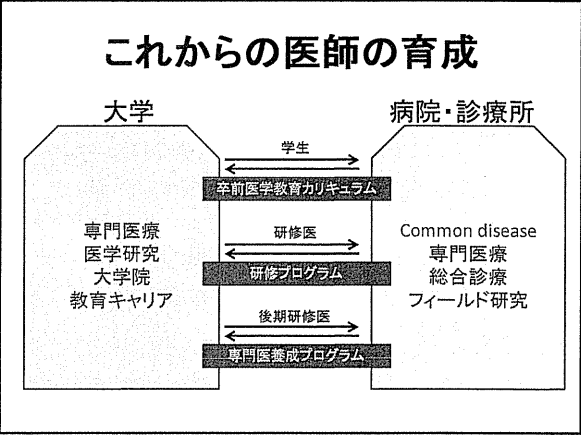 これからの医師の育成
大学
病院・診療所
学生
卒前医学教育カリキュラム
専門医療
医学研究
大学院
教育キャリア
研修医
研修プログラム
後期研修医
専門医養成プログラム
Common disease
専門医療
総合診療
フィールド研究